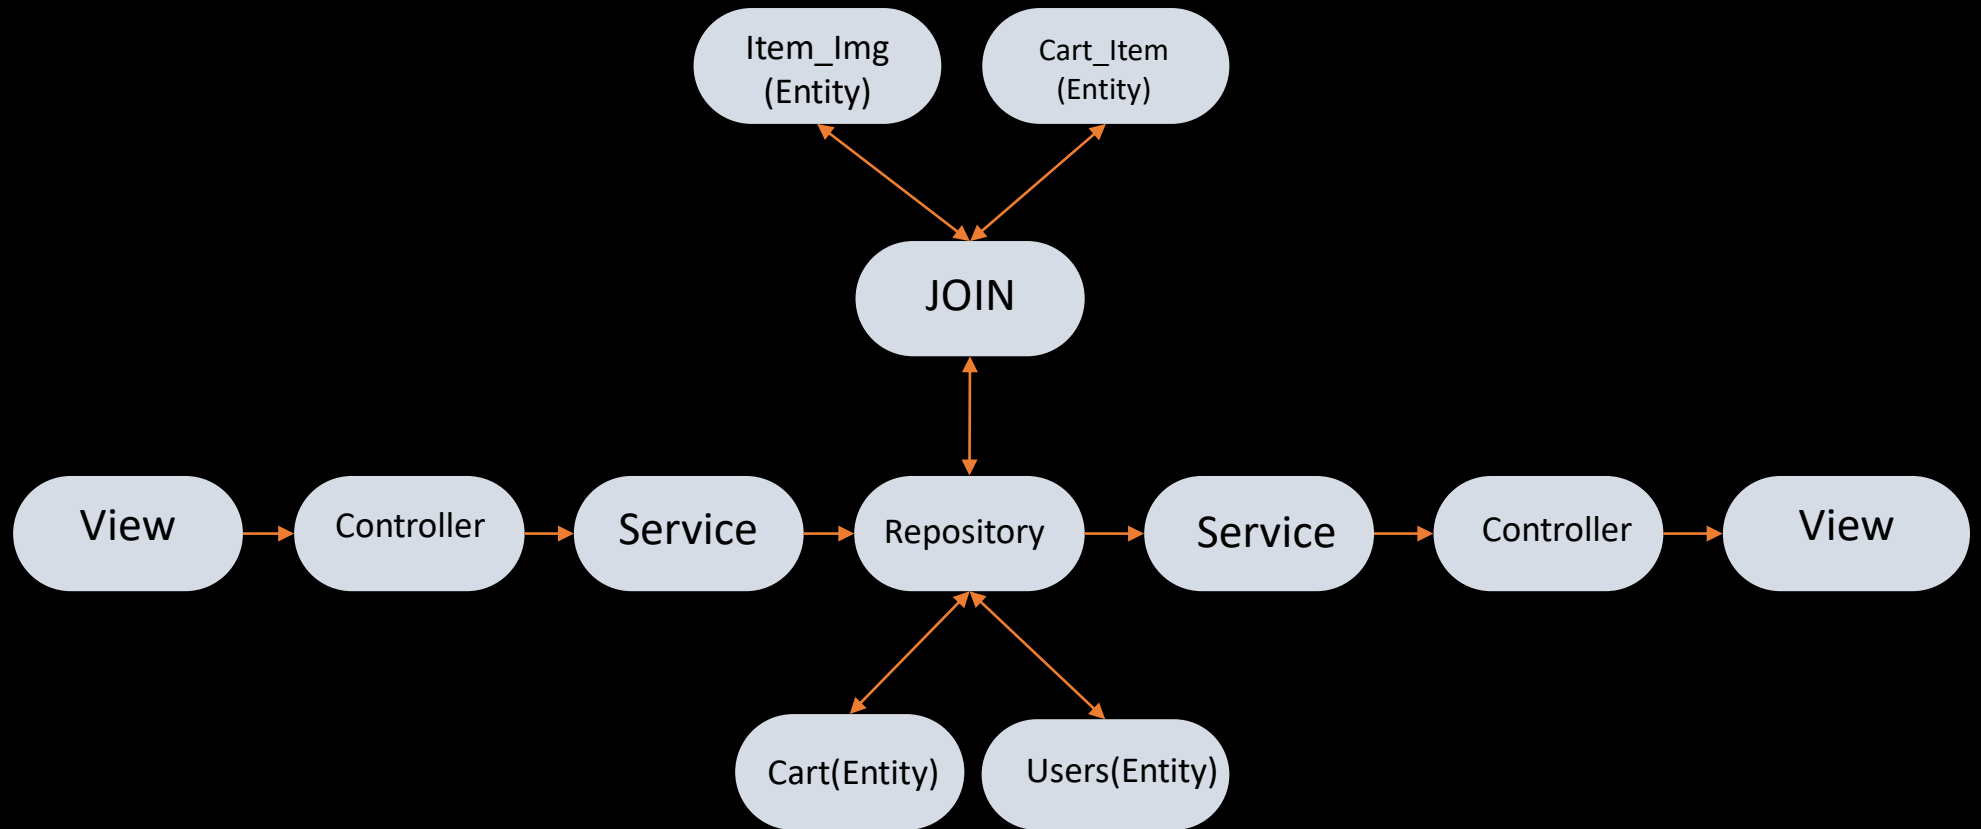 Item_Img
(Entity)
Cart_Item
(Entity)
JOIN
View
Controller
Service
Repository
Service
Controller
View
Cart(Entity)
Users(Entity)